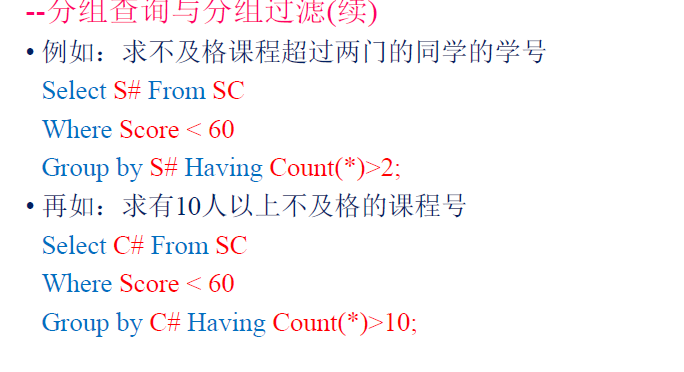 --分组查询与分组过滤(续)
• 例如：求不及格课程超过两门的同学的学号
Select S# From SC
Where Score < 60
Group by S# Having Count(*)>2;
• 再如：求有10人以上不及格的课程号
Select C# From SC
Where Score < 60
Group by C# Having Count(*)>10;